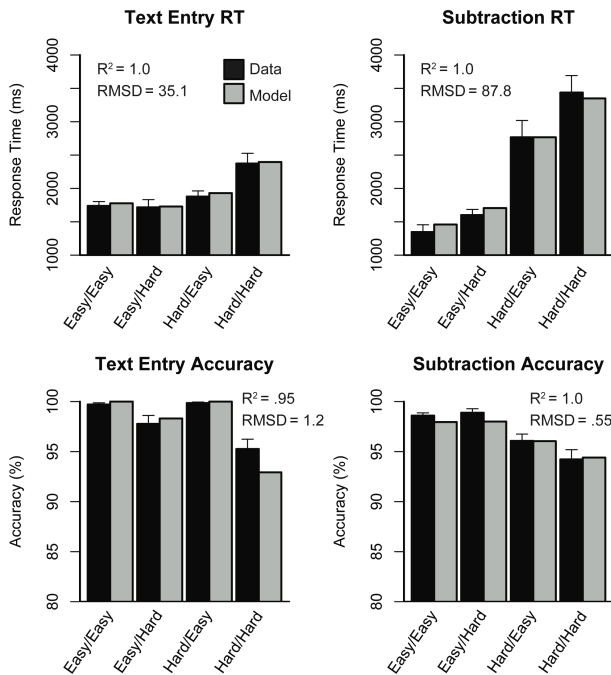 Text Entry RT
R² = 1.0
RMSD = 35.1
Data
Model
Response Time (ms)
4000
3000
2000
1000
Easy/Easy
Easy/Hard
Hard/Easy
Hard/Hard
Subtraction RT
R² = 1.0
RMSD = 87.8
Response Time (ms)
4000
3000
2000
1000
Easy/Easy
Easy/Hard
Hard/Easy
Hard/Hard
Text Entry Accuracy
R² = .95
RMSD = 1.2
Accuracy (%)
100
95
90
85
80
Easy/Easy
Easy/Hard
Hard/Easy
Hard/Hard
Subtraction Accuracy
R² = 1.0
RMSD = .55
Accuracy (%)
100
95
90
85
80
Easy/Easy
Easy/Hard
Hard/Easy
Hard/Hard